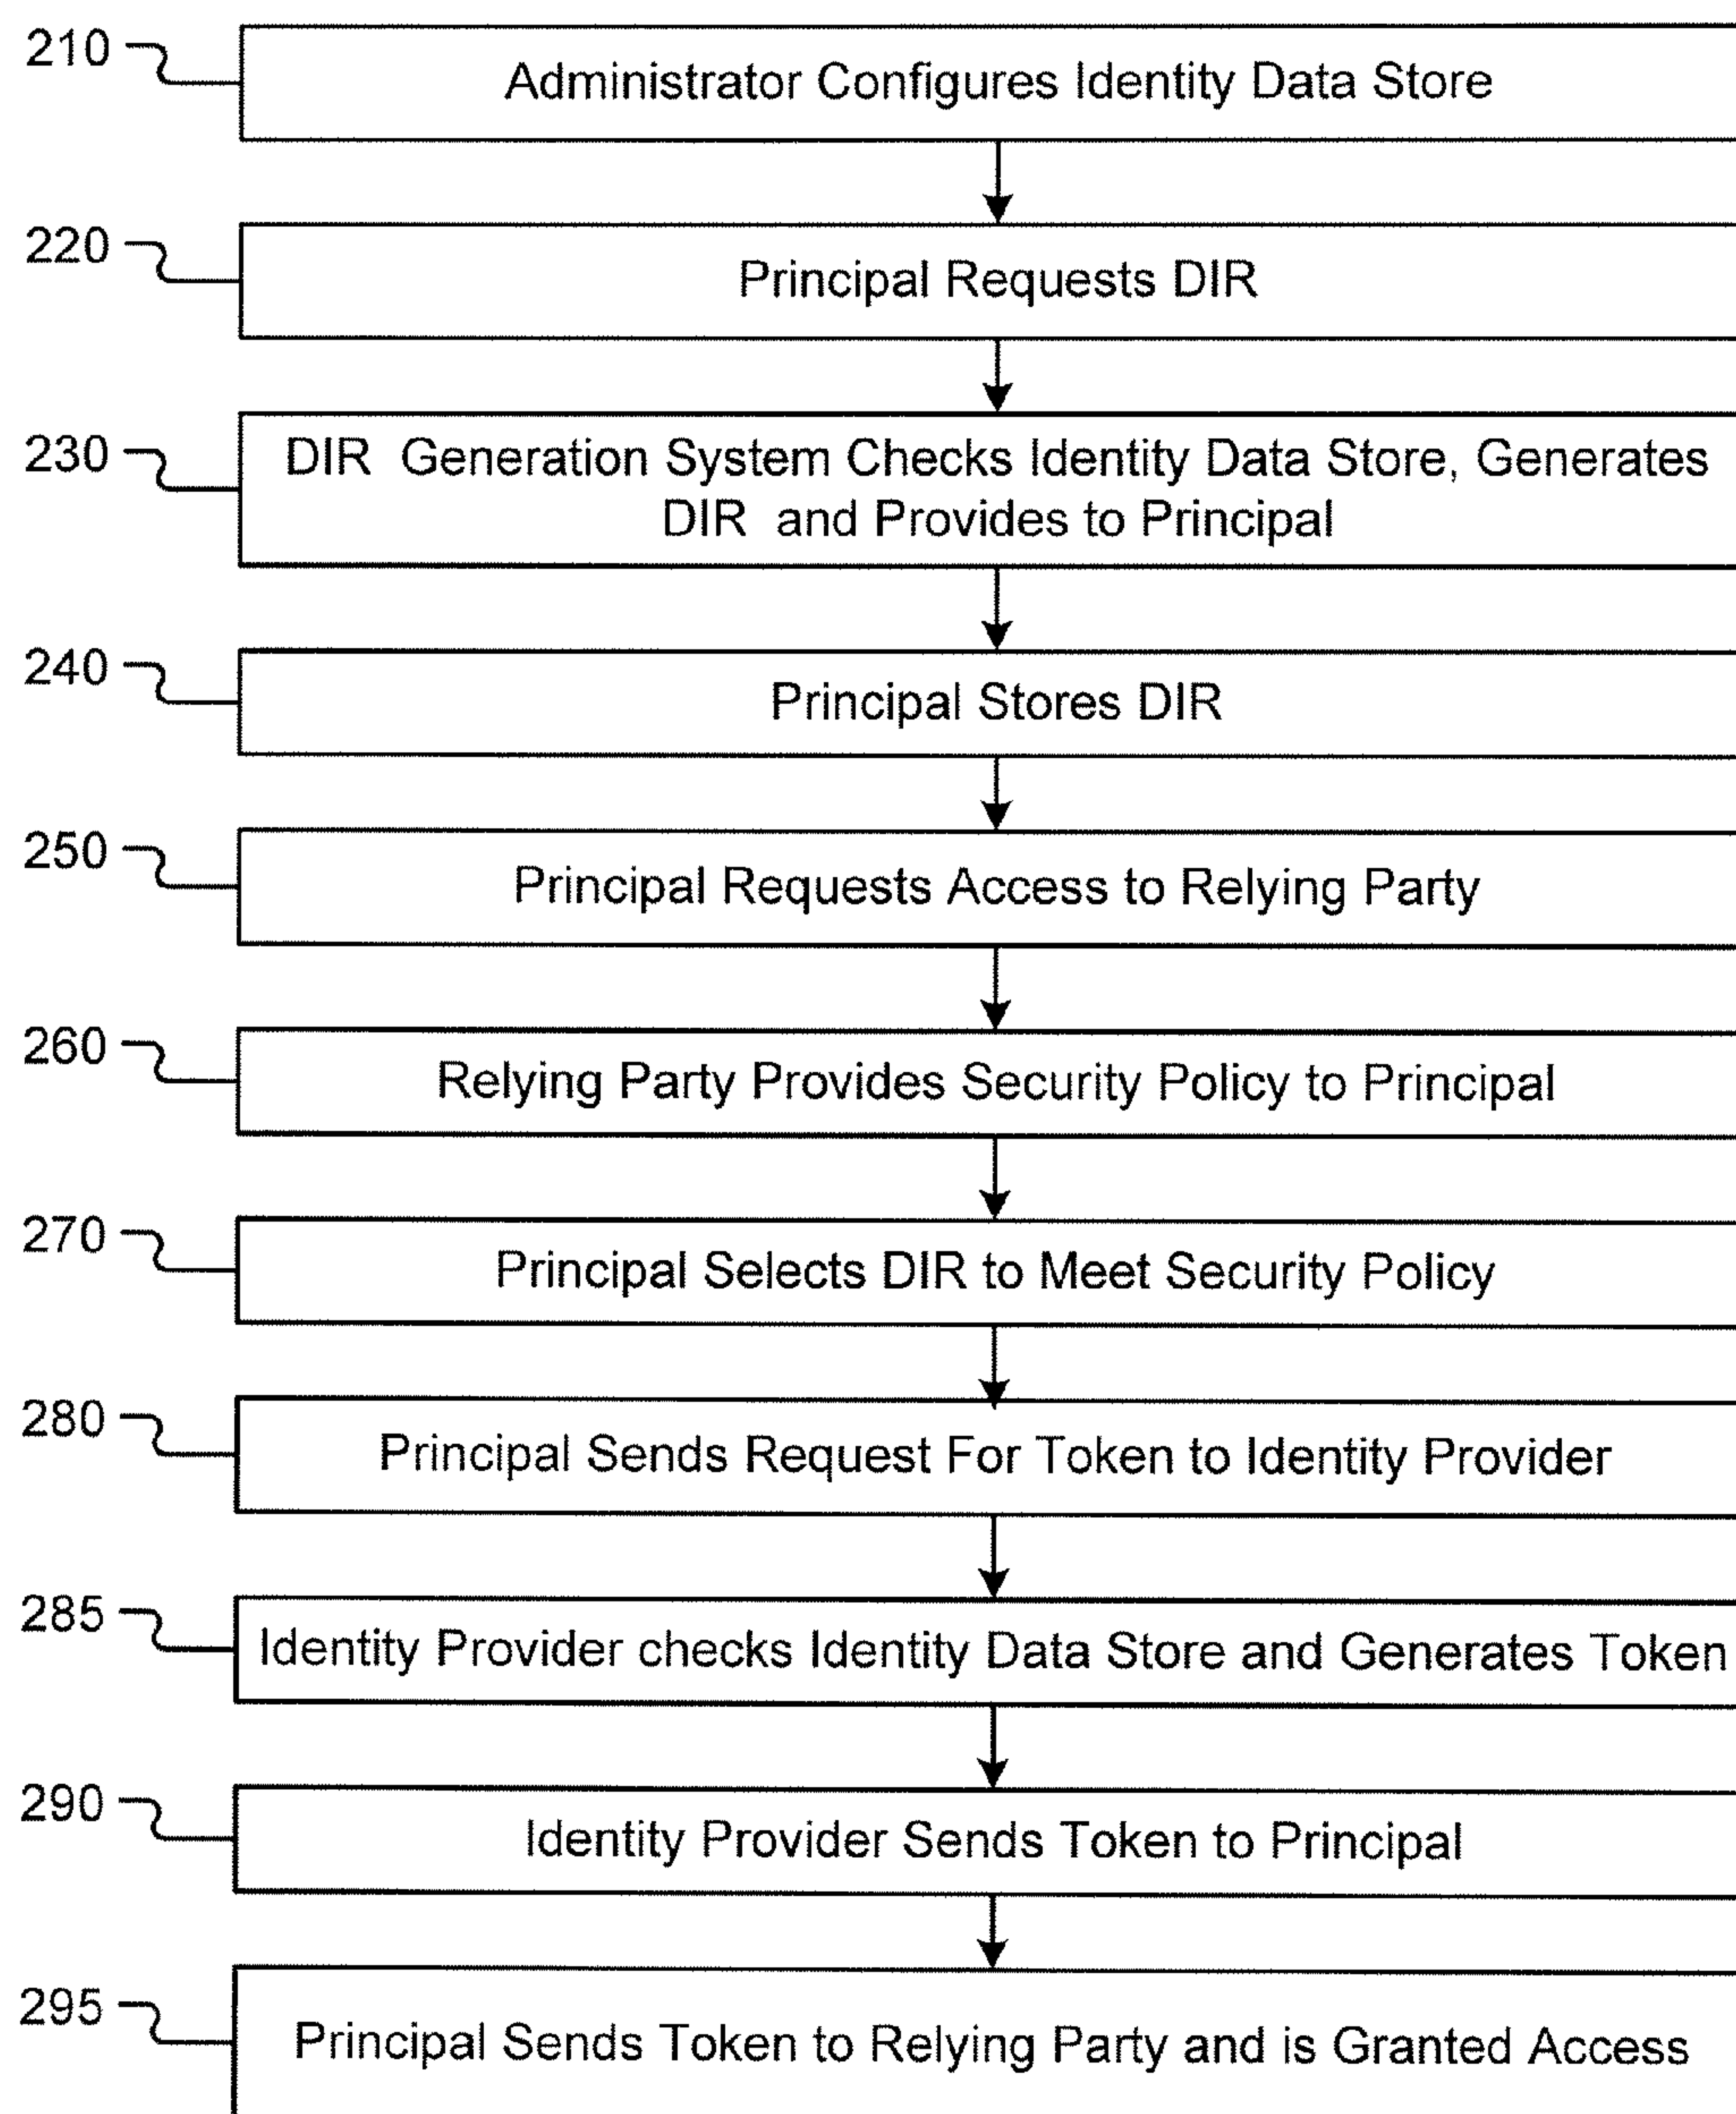 210
Administrator Configures Identity Data Store
220
Principal Requests DIR
230
DIR Generation System Checks Identity Data Store, Generates
DIR and Provides to Principal
240
Principal Stores DIR
250
Principal Requests Access to Relying Party
260
Relying Party Provides Security Policy to Principal
270
Principal Selects DIR to Meet Security Policy
280
Principal Sends Request For Token to Identity Provider
285
Identity Provider checks Identity Data Store and Generates Token
290
Identity Provider Sends Token to Principal
295
Principal Sends Token to Relying Party and is Granted Access